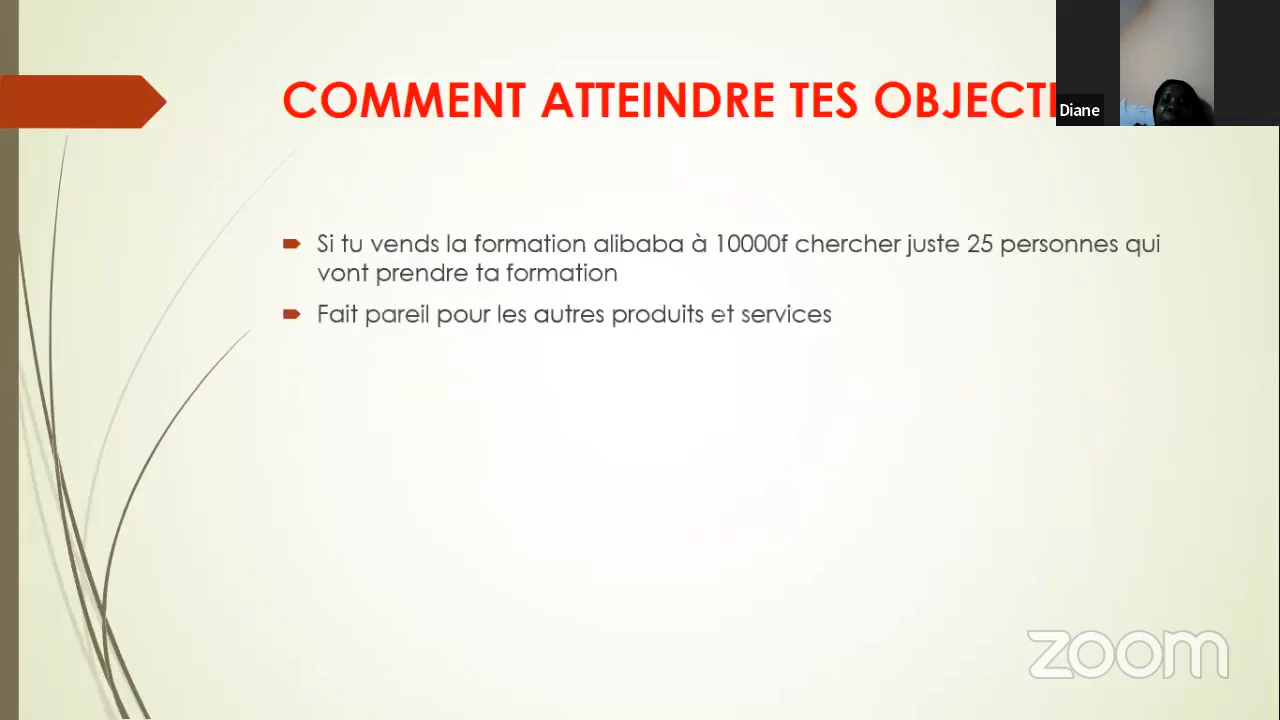 COMMENT ATTEINDRE TES OBJECTI
Diane
Si tu vends la formation alibaba à 10000f chercher juste 25 personnes qui
vont prendre ta formation
Fait pareil pour les autres produits et services
zoom